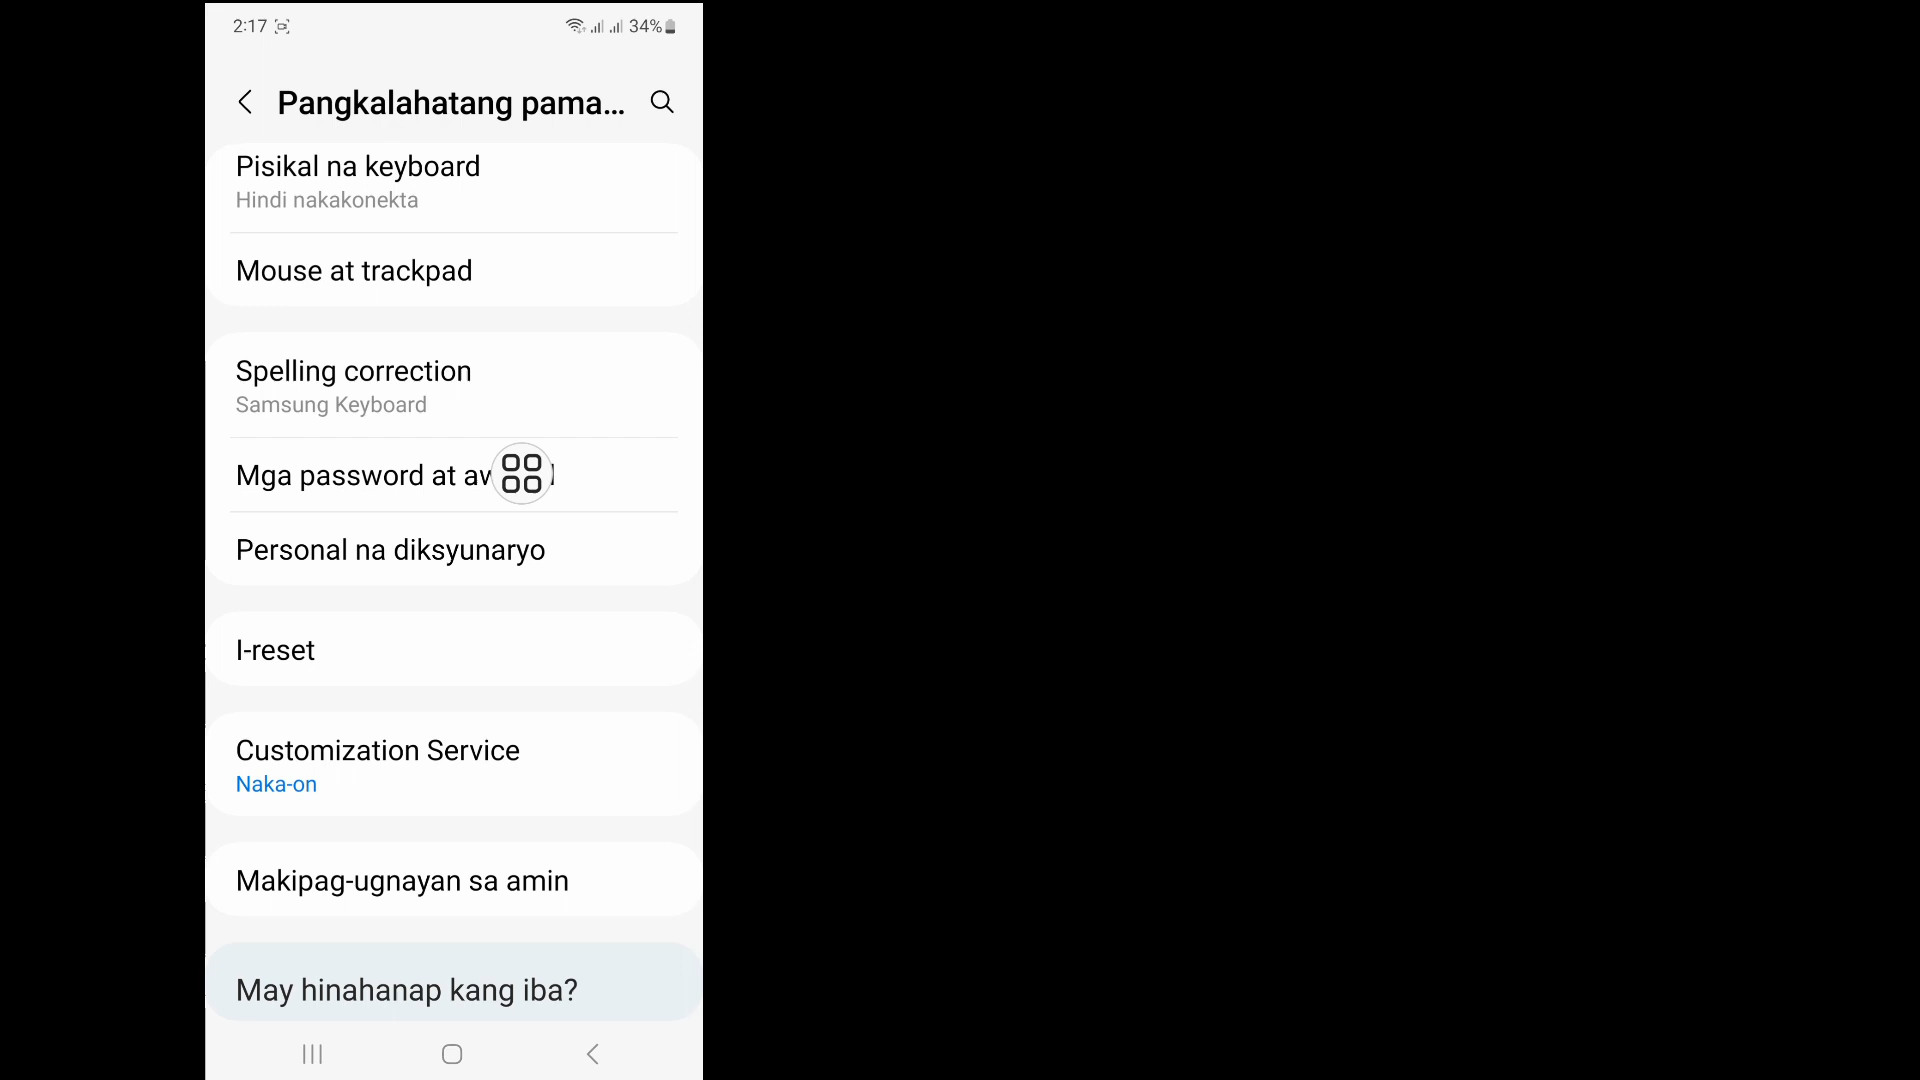 2:17
34%
Pangkalahatang pama...
Pisikal na keyboard
Hindi nakakonekta
Mouse at trackpad
Spelling correction
Samsung Keyboard
Mga password at
Personal na diksyunaryo
I-reset
Customization Service
Naka-on
Makipag-ugnayan sa amin
May hinahanap kang iba?